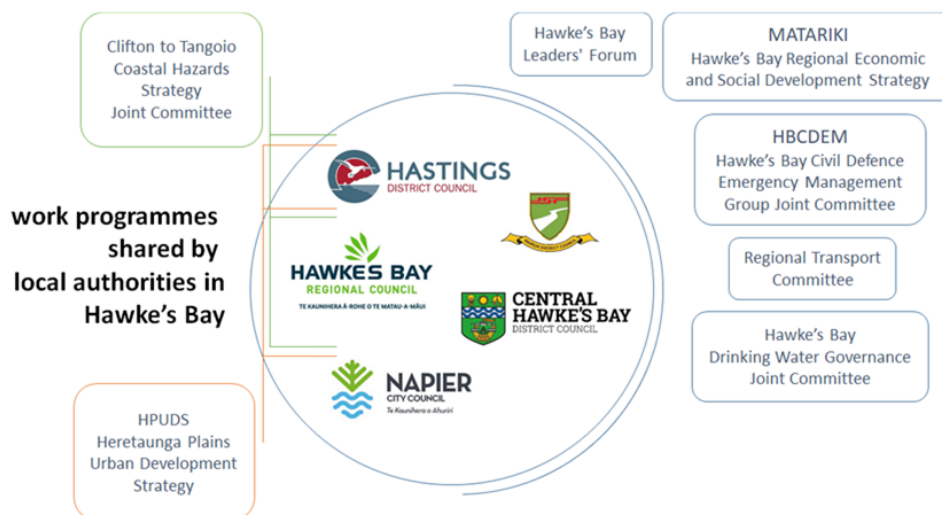 Clifton to Tangoio
Coastal Hazards
Strategy
Joint Committee
Hawke's Bay
Leaders' Forum
MATARIKI
Hawke's Bay Regional Economic
and Social Development Strategy
HBCDEM
Hawke's Bay Civil Defence
Emergency Management
Group Joint Committee
Regional Transport
Committee
Hawke's Bay
Drinking Water Governance
Joint Committee
work programmes
shared by
local authorities in
Hawke's Bay
HPUDS
Heretaunga Plains
Urban Development
Strategy
HASTINGS
DISTRICT COUNCIL
HAWKE'S BAY
REGIONAL COUNCIL
TE KAUNIHERA Ā-ROHE O TE MATAU-A-MĀUI
CENTRAL
HAWKE'S BAY
DISTRICT COUNCIL
NAPIER
CITY COUNCIL
Te Kaunihera o Ahuriri